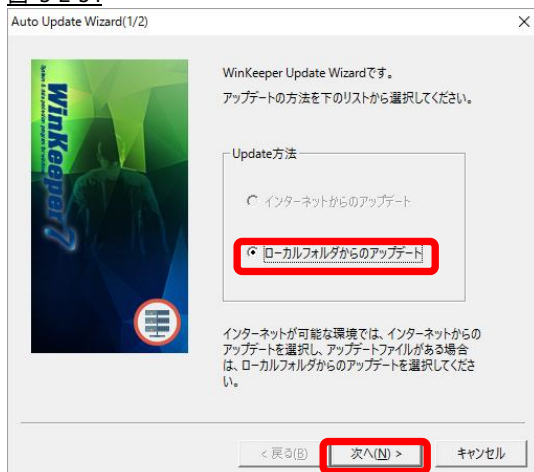 Auto Update Wizard(1/2)
WinKeeper Update Wizardです。
アップデートの方法を下のリストから選択してください。
WinKeeper7
Update方法
インターネットからのアップデート
ローカルフォルダからのアップデート
インターネットが可能な環境では、インターネットからの
アップデートを選択し、アップデートファイルがある場合
は、ローカルフォルダからのアップデートを選択してくださ
い。
< 戻る(B)
次へ(N) >
キャンセル